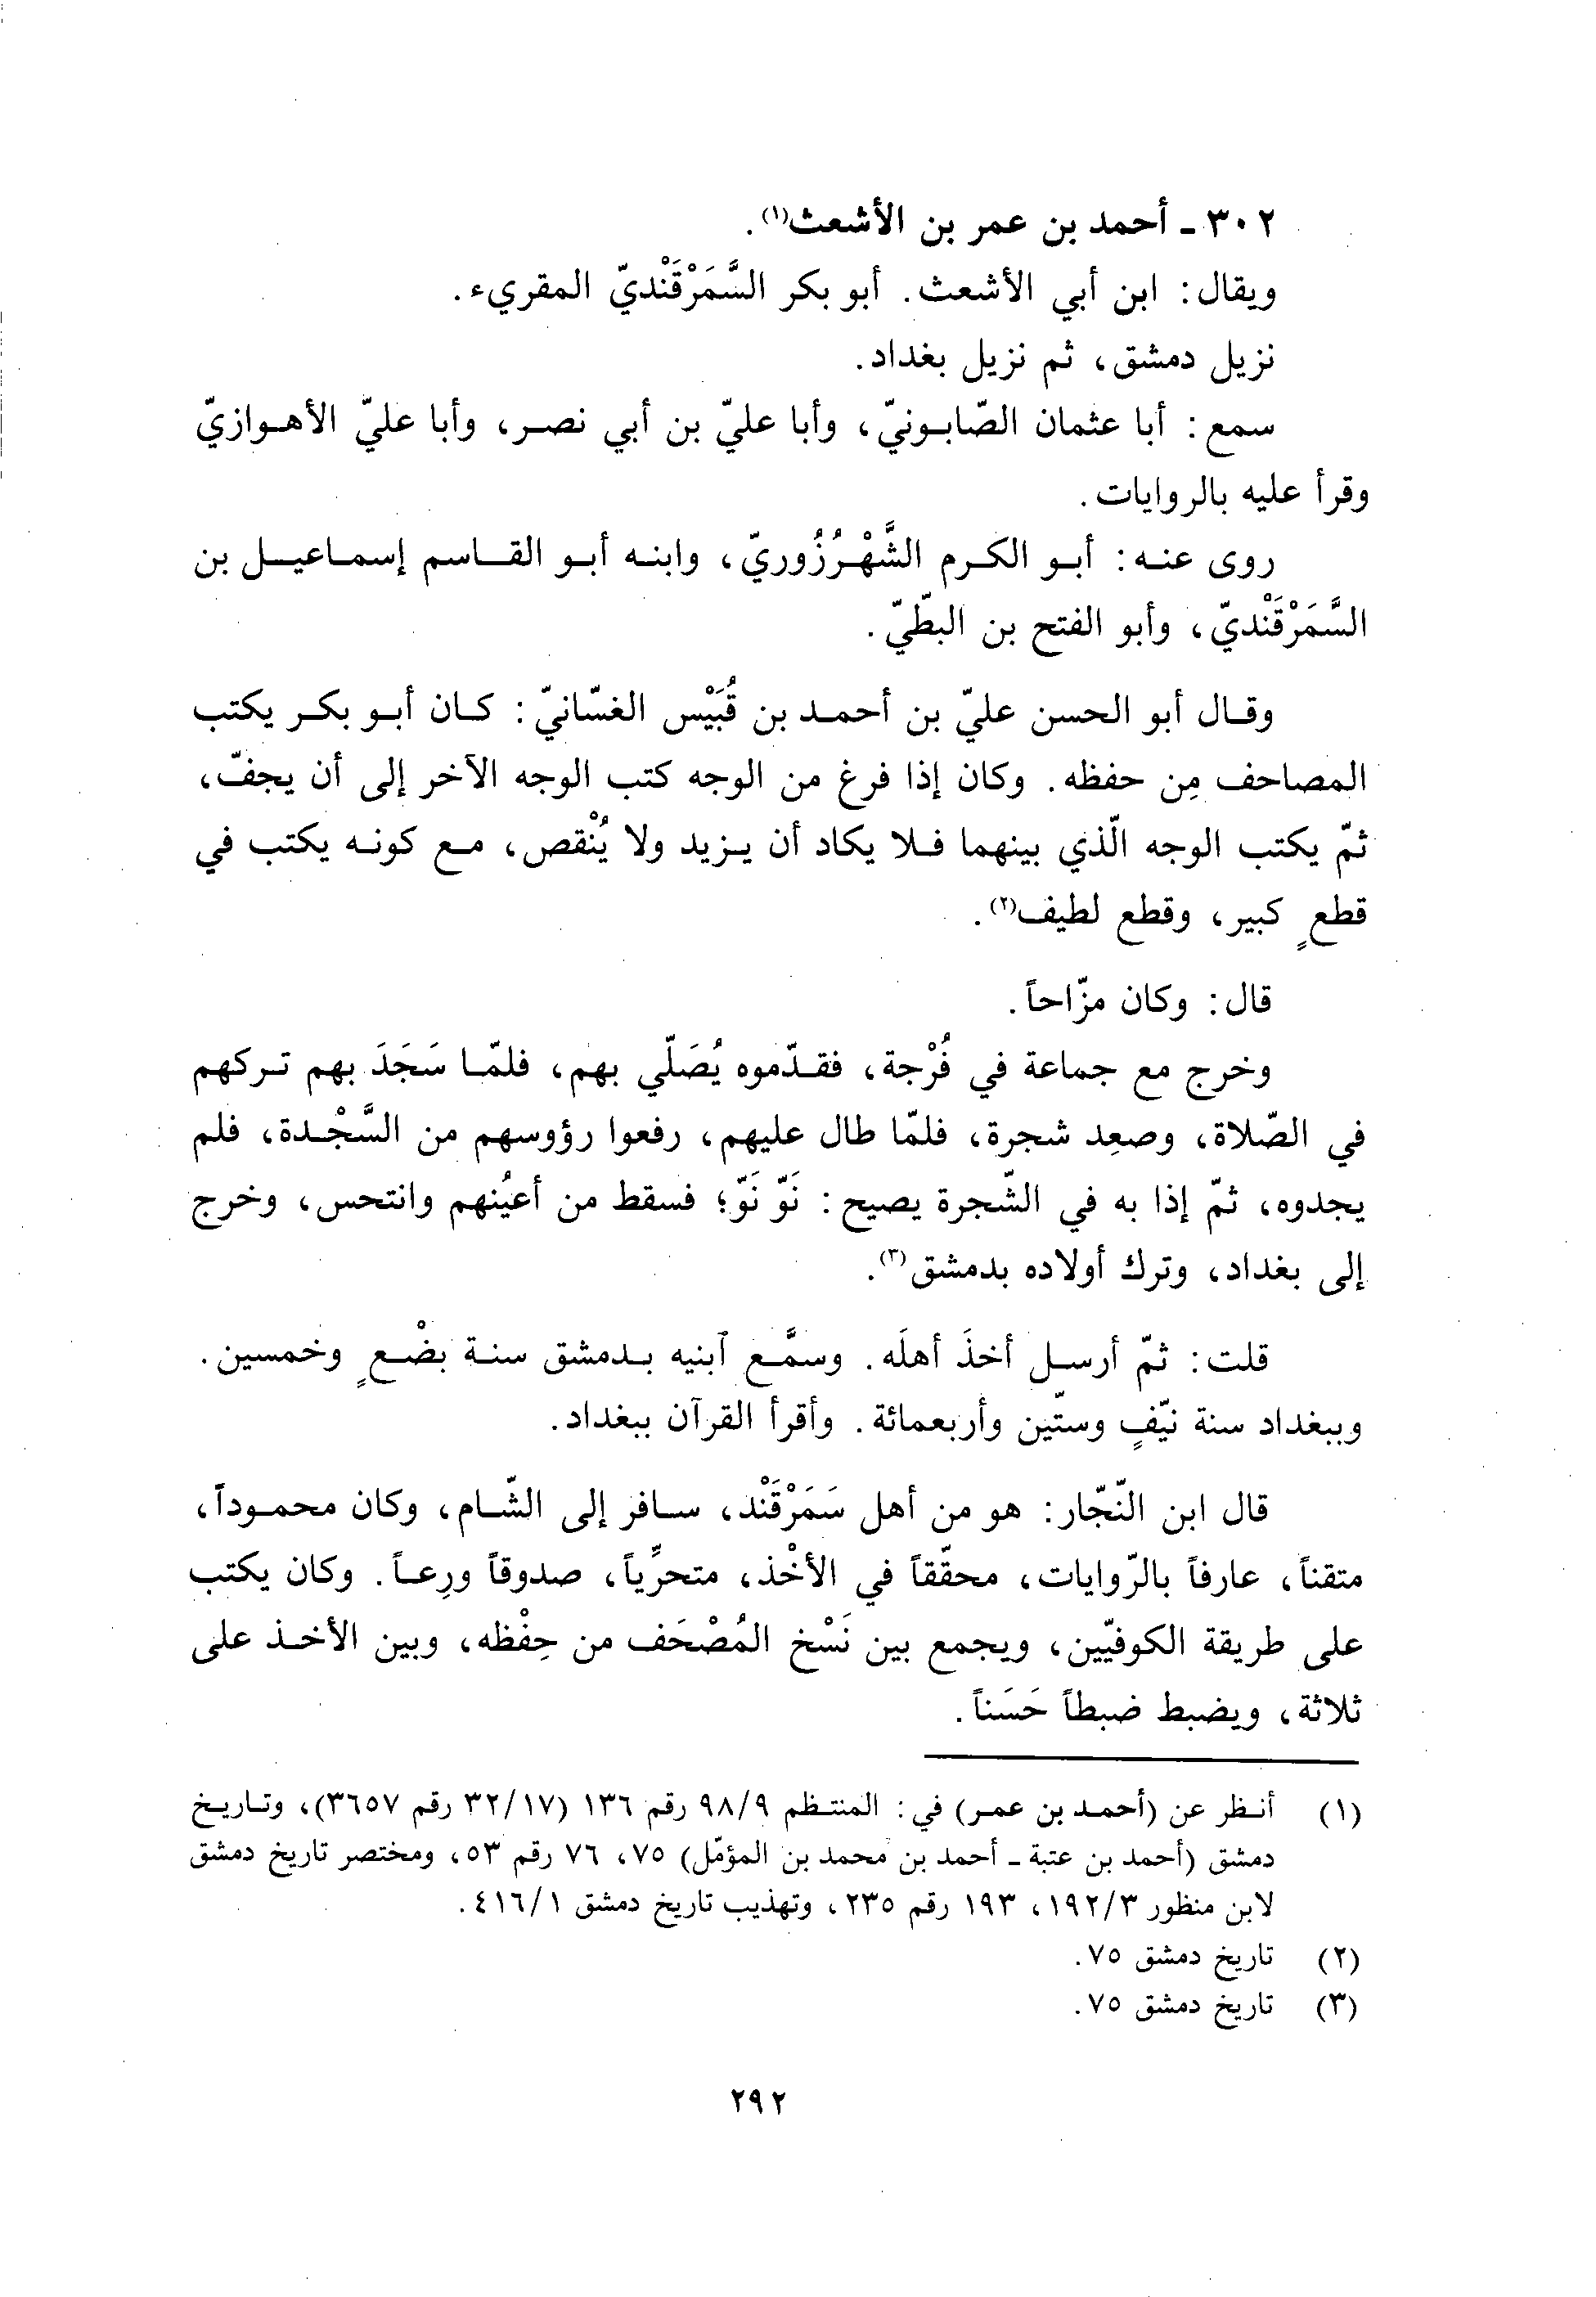 ٣٠٢ - أحمد بن عمر بن الأشعث(١).
ويقال: ابن أبي الأشعث. أبو بكر السَّمَرْقَنْديّ المقريء.
نزيل دمشق، ثم نزيل بغداد.
سمع: أبا عثمان الصّابونيّ، وأبا عليّ بن أبي نصر، وأبا عليّ الأهوازيّ
وقرأ عليه بالروايات.
روى عنه: أبو الكرم الشَّهْرُزُوريّ، وابنه أبو القاسم إسماعيل بن
السَّمَرْقَنْديّ، وأبو الفتح بن البطّيّ.
وقال أبو الحسن عليّ بن أحمد بن قُبَيْس الغسّانيّ: كان أبو بكر يكتب
المصاحف مِن حفظه. وكان إذا فرغ من الوجه كتب الوجه الآخر إلى أن يجفّ،
ثمّ يكتب الوجه الّذي بينهما فلا يكاد أن يزيد ولا يُنْقص، مع كونه يكتب في
قطعٍ كبير، وقطع لطيف(٢).
قال: وكان مزّاحاً.
وخرج مع جماعة في فُرْجة، فقدّموه يُصَلّي بهم، فلمّا سَجَدَ بهم تركهم
في الصّلاة، وصعِد شجرة، فلمّا طال عليهم، رفعوا رؤوسهم من السَّجْدة، فلم
يجدوه، ثمّ إذا به في الشّجرة يصيح: نَوّ نَوّ؛ فسقط من أعيُنهم وانتحس، وخرج
إلى بغداد، وترك أولاده بدمشق(٣).
قلت: ثمّ أرسل أخذَ أهلَه. وسمَّع آبنيه بدمشق سنة بضْعٍ وخمسين.
وببغداد سنة نيّفٍ وستّين وأربعمائة. وأقرأ القرآن ببغداد.
قال ابن النّجّار: هو من أهل سَمَرْقَنْد، سافر إلى الشّام، وكان محموداً،
متقناً، عارفاً بالرّوايات، محقّقاً في الأخْذ، متحرِّياً، صدوقاً ورِعاً. وكان يكتب
على طريقة الكوفيّين، ويجمع بين نَسْخ المُصْحَف من حِفْظه، وبين الأخذ على
ثلاثة، ويضبط ضبطاً حَسَناً.
(١) أنظر عن (أحمد بن عمر) في: المنتظم ٩٨/٩ رقم ١٣٦ (٣٢/١٧ رقم ٣٦٥٧)، وتاريخ
دمشق (أحمد بن عتبة - أحمد بن محمد بن المؤمّل) ٧٥، ٧٦ رقم ٥٣، ومختصر تاريخ دمشق
لابن منظور ١٩٢/٣، ١٩٣ رقم ٢٣٥، وتهذيب تاريخ دمشق ٤١٦/١.
(٢) تاريخ دمشق ٧٥.
(٣) تاريخ دمشق ٧٥.
٢٩٢